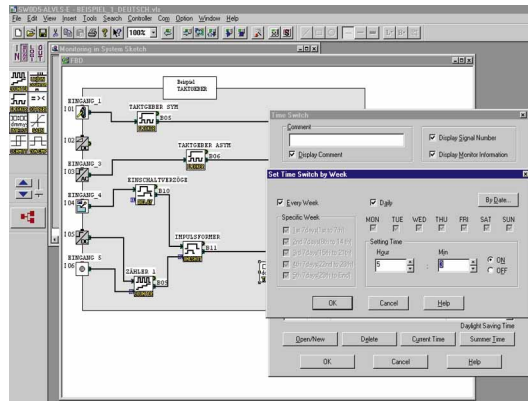 SW0D5-ALVLS-E - BEISPIEL_T_DEUTSCH.vls
File Edit View Insert Tools Search Controller Com Option Window Help
100%
Monitoring in System Sketch
FBD
Beispiel
TAKTGEBER
EINGANG_1
I01
TAKTGEBER SYM
B05
I02
TAKTGEBER ASYM
B06
EINGANG_3
I03
EINSCHALTVERZÖGE
B10
EINGANG_4
I04
IMPULSFORMER
B11
I05
EINGANG 5
I06
ZÄHLER 1
B09
Time Switch
Comment
Display Comment
Display Signal Number
Display Monitor Information
Set Time Switch by Week
Every Week
Daily
By Date...
Specific Week
MON TUE WED THU FRI SAT SUN
Setting Time
Hour
Min
5
:
ON
OFF
OK
Cancel
Help
Daylight Saving Time
Open/New
Delete
Current Time
Summer Time
OK
Cancel
Help